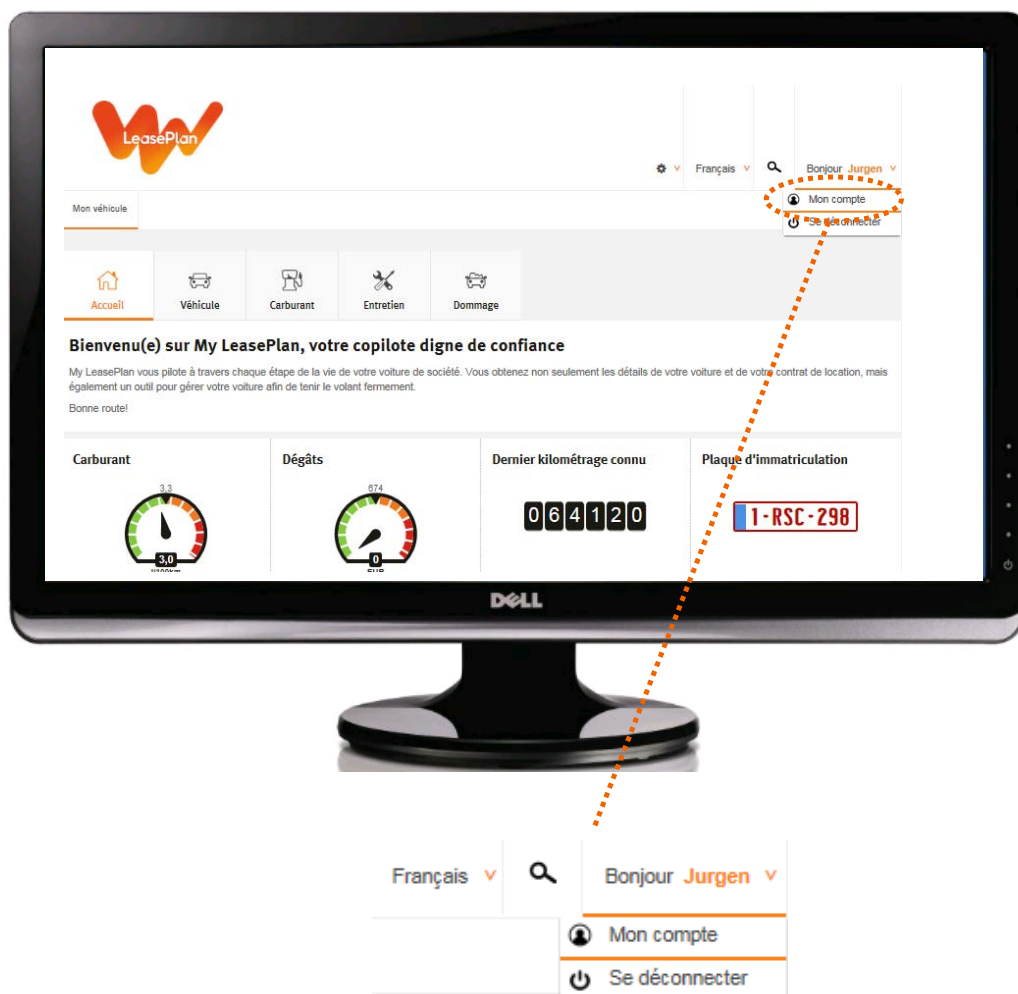 LeasePlan
Français
Bonjour Jurgen
Mon compte
Se déconnecter
Mon véhicule
Accueil
Véhicule
Carburant
Entretien
Dommage
Bienvenu(e) sur My LeasePlan, votre copilote digne de confiance
My LeasePlan vous pilote à travers chaque étape de la vie de votre voiture de société. Vous obtenez non seulement les détails de votre voiture et de votre contrat de location, mais
également un outil pour gérer votre voiture afin de tenir le volant fermement.
Bonne route!
Carburant
Dégâts
Dernier kilométrage connu
Plaque d'immatriculation
3,3
3,0
l/100km
674
0
EUR
064120
1-RSC-298
DELL
Français
Bonjour Jurgen
Mon compte
Se déconnecter